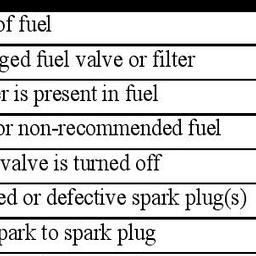 of fuel
ged fuel valve or filter
er is present in fuel
or non-recommended fuel
valve is turned off
ed or defective spark plug(s)
park to spark plug